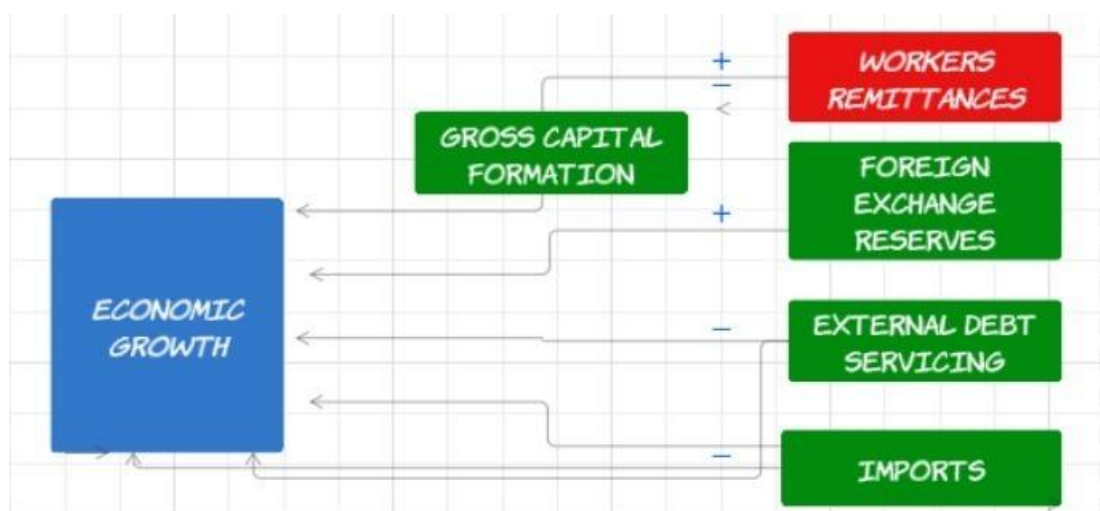 +
WORKERS
REMITTANCES
−
GROSS CAPITAL
FORMATION
FOREIGN
EXCHANGE
RESERVES
+
ECONOMIC
GROWTH
−
EXTERNAL DEBT
SERVICING
−
IMPORTS